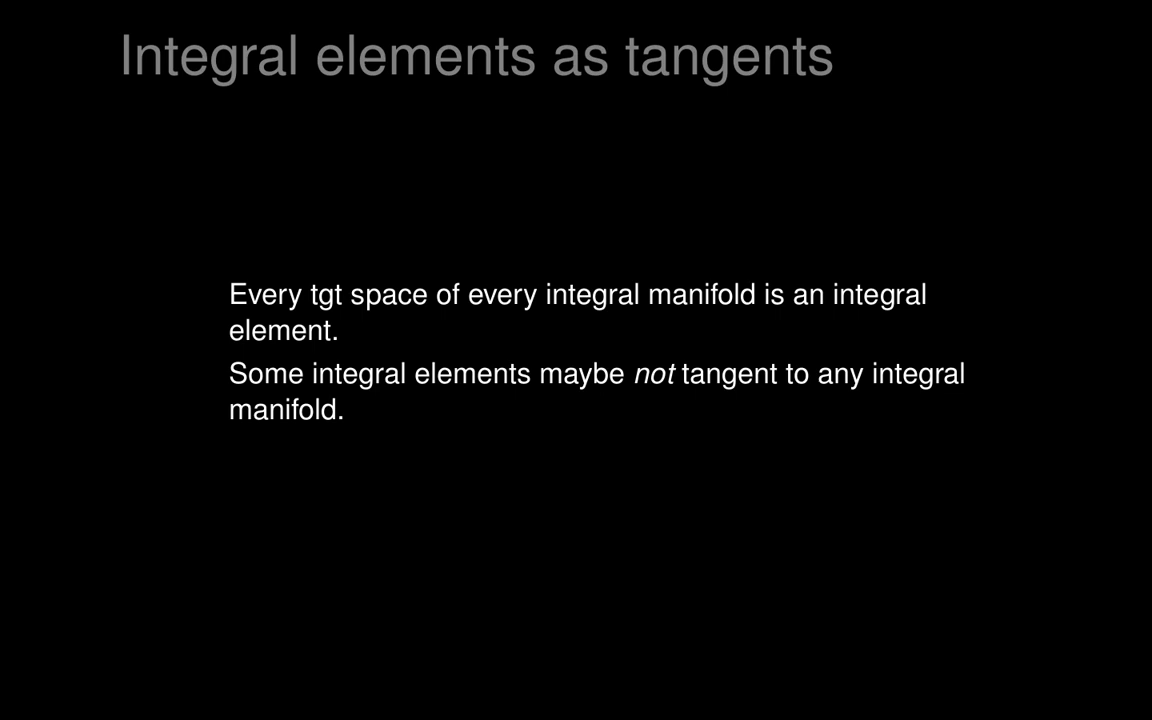 Integral elements as tangents
Every tgt space of every integral manifold is an integral
element.
Some integral elements maybe not tangent to any integral
manifold.